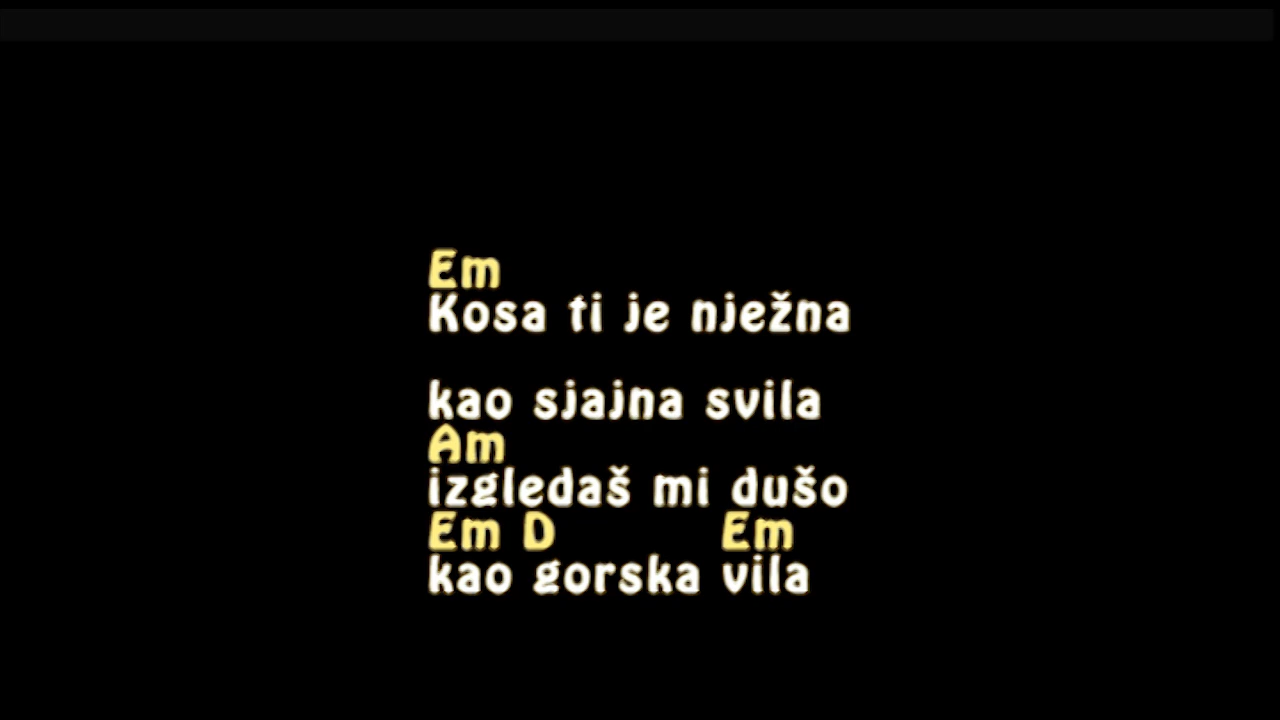 Em
Kosa ti je nježna
kao sjajna svila
Am
izgledaš mi dušo
Em D Em
kao gorska vila